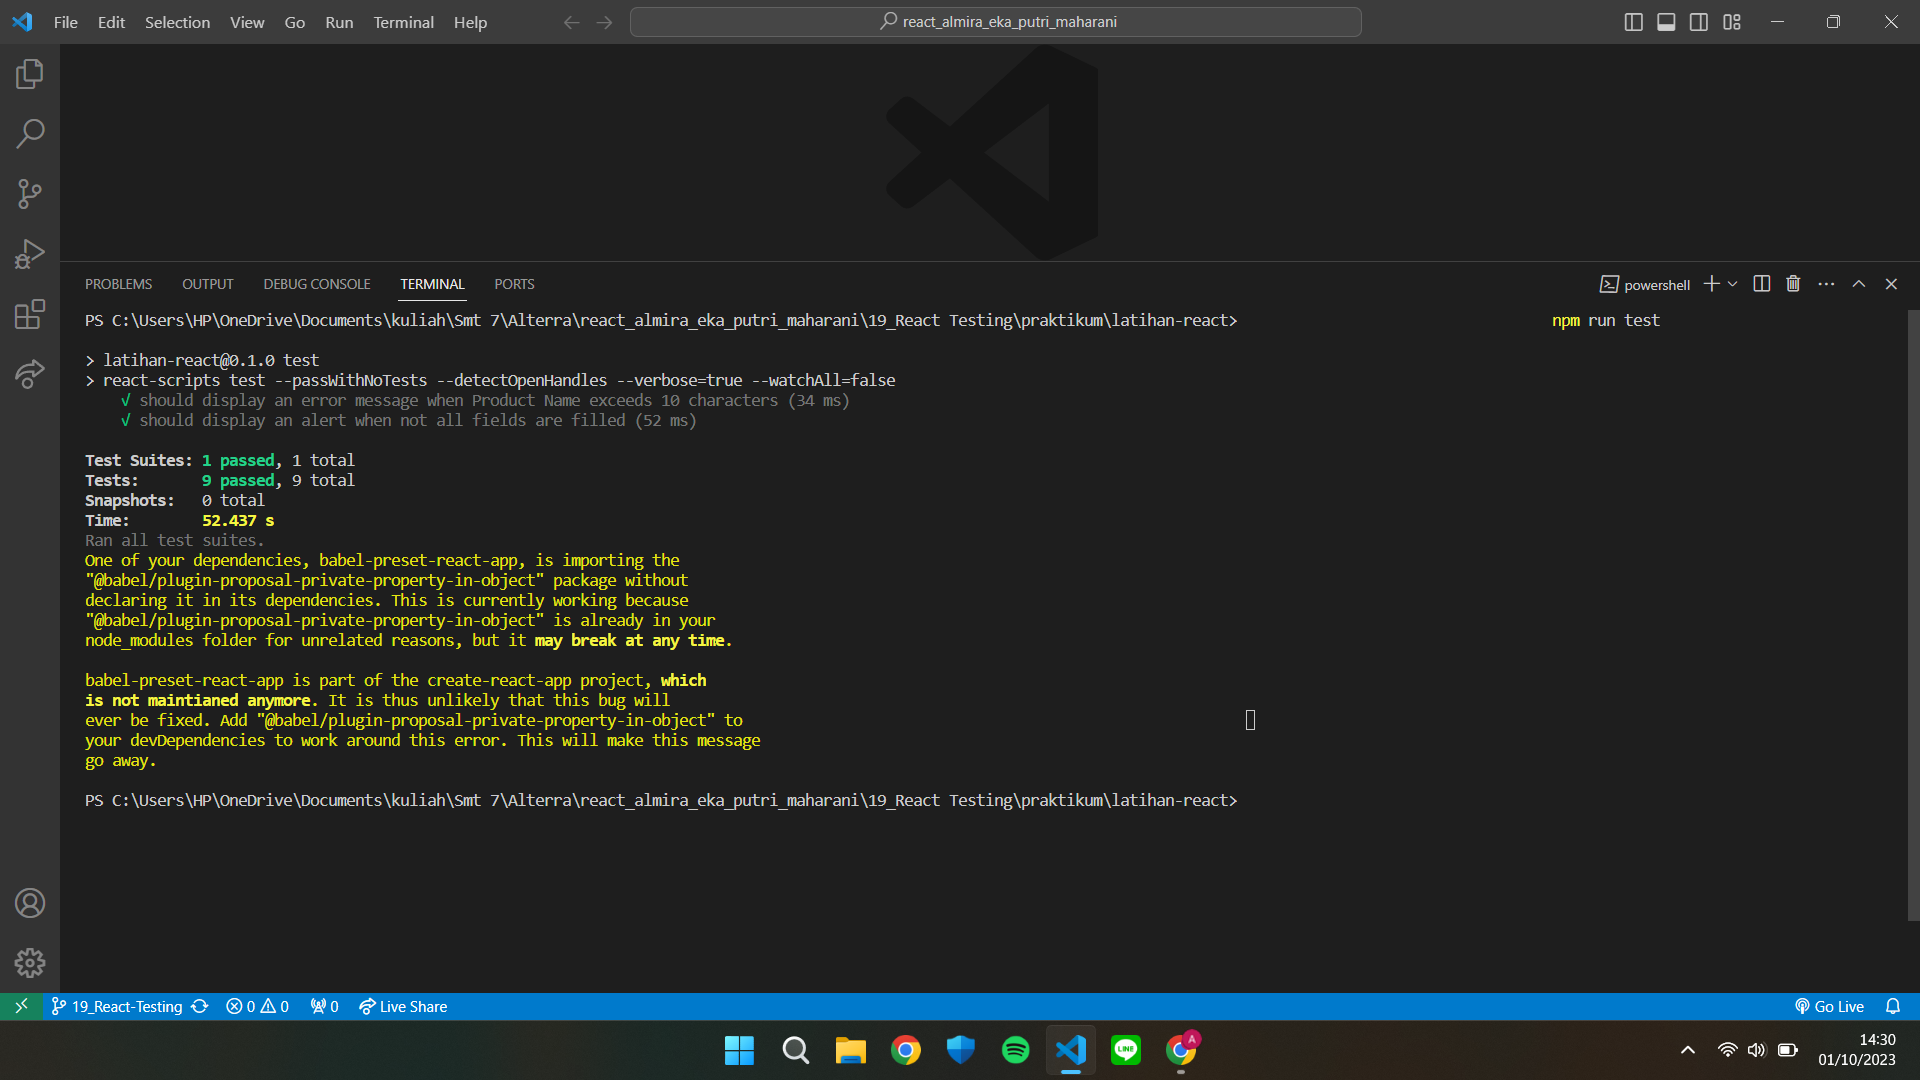 File Edit Selection View Go Run Terminal Help
react_almira_eka_putri_maharani
PROBLEMS OUTPUT DEBUG CONSOLE TERMINAL PORTS
powershell
PS C:\Users\HP\OneDrive\Documents\kuliah\Smt 7\Alterra\react_almira_eka_putri_maharani\19_React Testing\praktikum\latihan-react> npm run test
> latihan-react@0.1.0 test
> react-scripts test --passWithNoTests --detectOpenHandles --verbose=true --watchAll=false
√ should display an error message when Product Name exceeds 10 characters (34 ms)
√ should display an alert when not all fields are filled (52 ms)
Test Suites: 1 passed, 1 total
Tests: 9 passed, 9 total
Snapshots: 0 total
Time: 52.437 s
Ran all test suites.
One of your dependencies, babel-preset-react-app, is importing the
"@babel/plugin-proposal-private-property-in-object" package without
declaring it in its dependencies. This is currently working because
"@babel/plugin-proposal-private-property-in-object" is already in your
node_modules folder for unrelated reasons, but it may break at any time.
babel-preset-react-app is part of the create-react-app project, which
is not maintianed anymore. It is thus unlikely that this bug will
ever be fixed. Add "@babel/plugin-proposal-private-property-in-object" to
your devDependencies to work around this error. This will make this message
go away.
PS C:\Users\HP\OneDrive\Documents\kuliah\Smt 7\Alterra\react_almira_eka_putri_maharani\19_React Testing\praktikum\latihan-react>
19_React-Testing 0 0 0 Live Share Go Live
LINE
A
14:30
01/10/2023